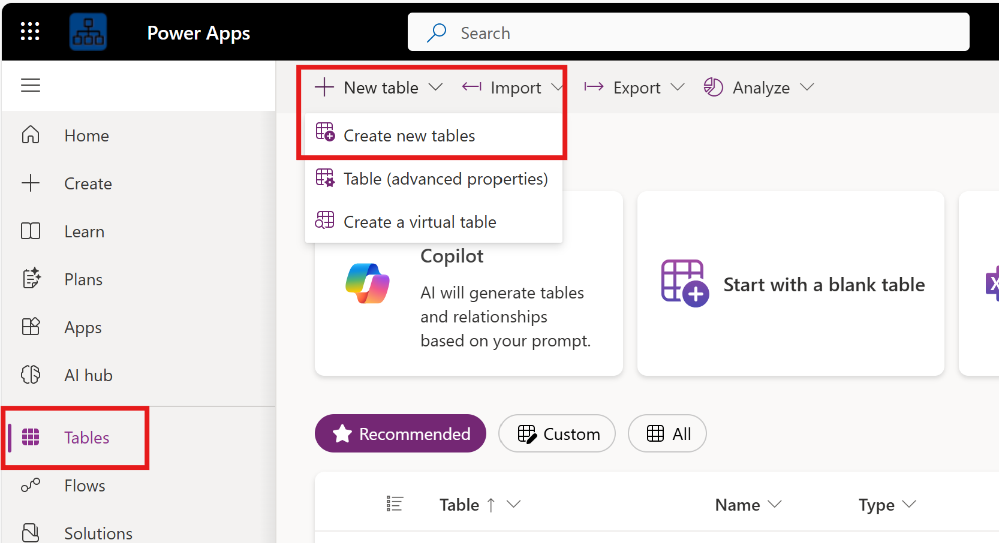 Power Apps
Search
New table
Import
Export
Analyze
Home
Create
Learn
Plans
Apps
AI hub
Tables
Flows
Solutions
Create new tables
Table (advanced properties)
Create a virtual table
Copilot
AI will generate tables
and relationships
based on your prompt.
Start with a blank table
X
Recommended
Custom
All
Table
Name
Type